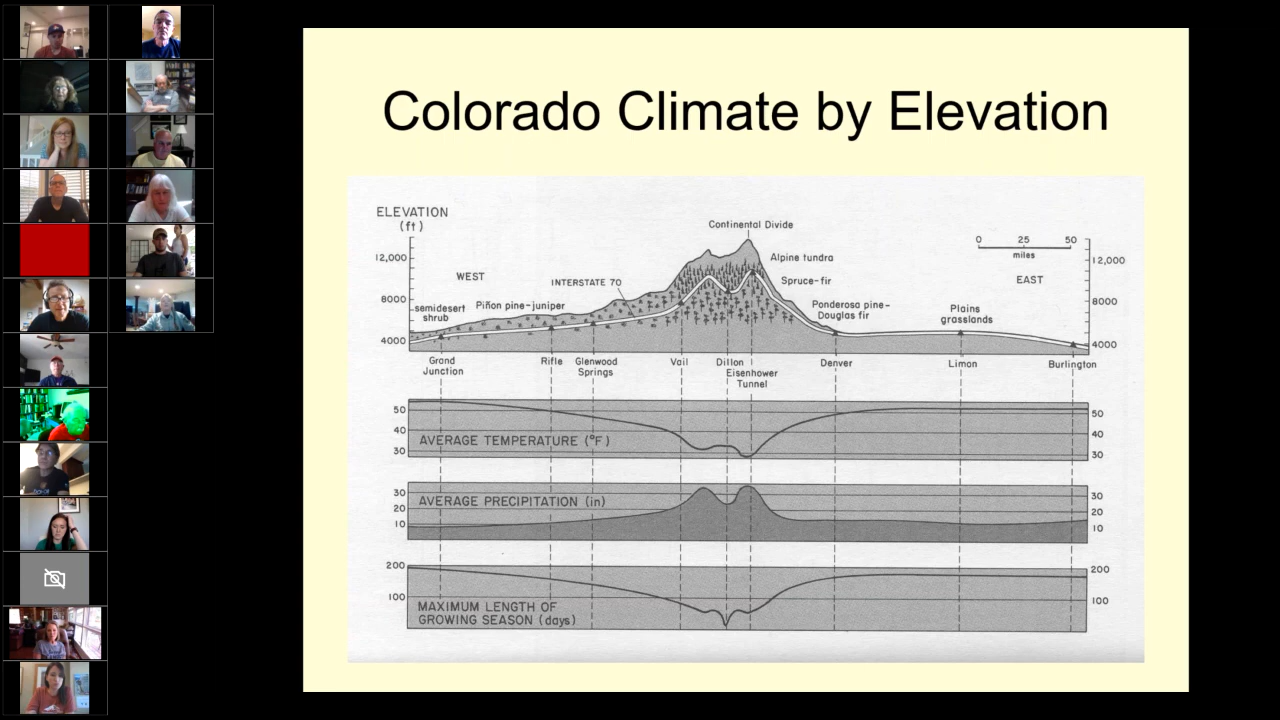 Colorado Climate by Elevation
ELEVATION
(ft)
Continental Divide
0 25 50
miles
12,000
12,000
WEST
Alpine tundra
EAST
INTERSTATE 70
Spruce-fir
8000
8000
semidesert
shrub
Piñon pine-juniper
Ponderosa pine-
Douglas fir
Plains
grasslands
4000
4000
Grand
Junction
Rifle
Glenwood
Springs
Vail
Dillon
Eisenhower
Tunnel
Denver
Limon
Burlington
50
50
40
40
30
30
AVERAGE TEMPERATURE (°F)
30
30
AVERAGE PRECIPITATION (in)
20
20
10
10
200
200
100
100
MAXIMUM LENGTH OF
GROWING SEASON (days)